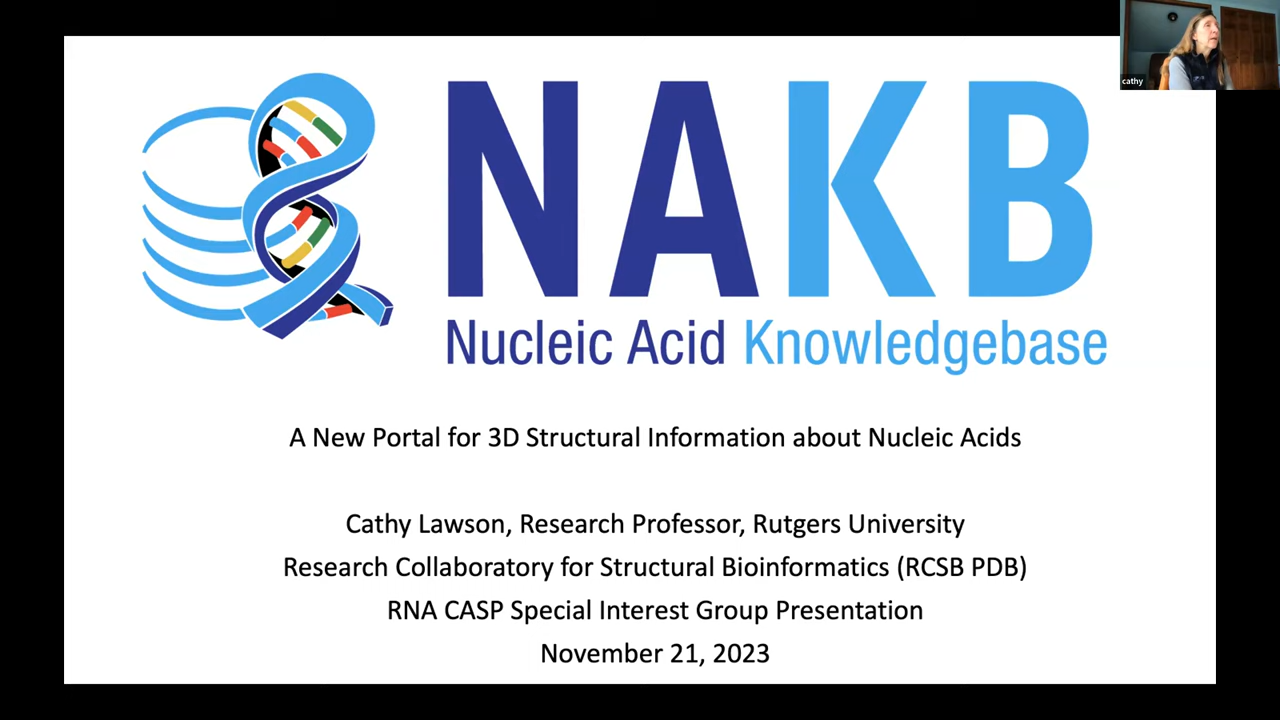 cathy
NAKB
Nucleic Acid Knowledgebase
A New Portal for 3D Structural Information about Nucleic Acids
Cathy Lawson, Research Professor, Rutgers University
Research Collaboratory for Structural Bioinformatics (RCSB PDB)
RNA CASP Special Interest Group Presentation
November 21, 2023